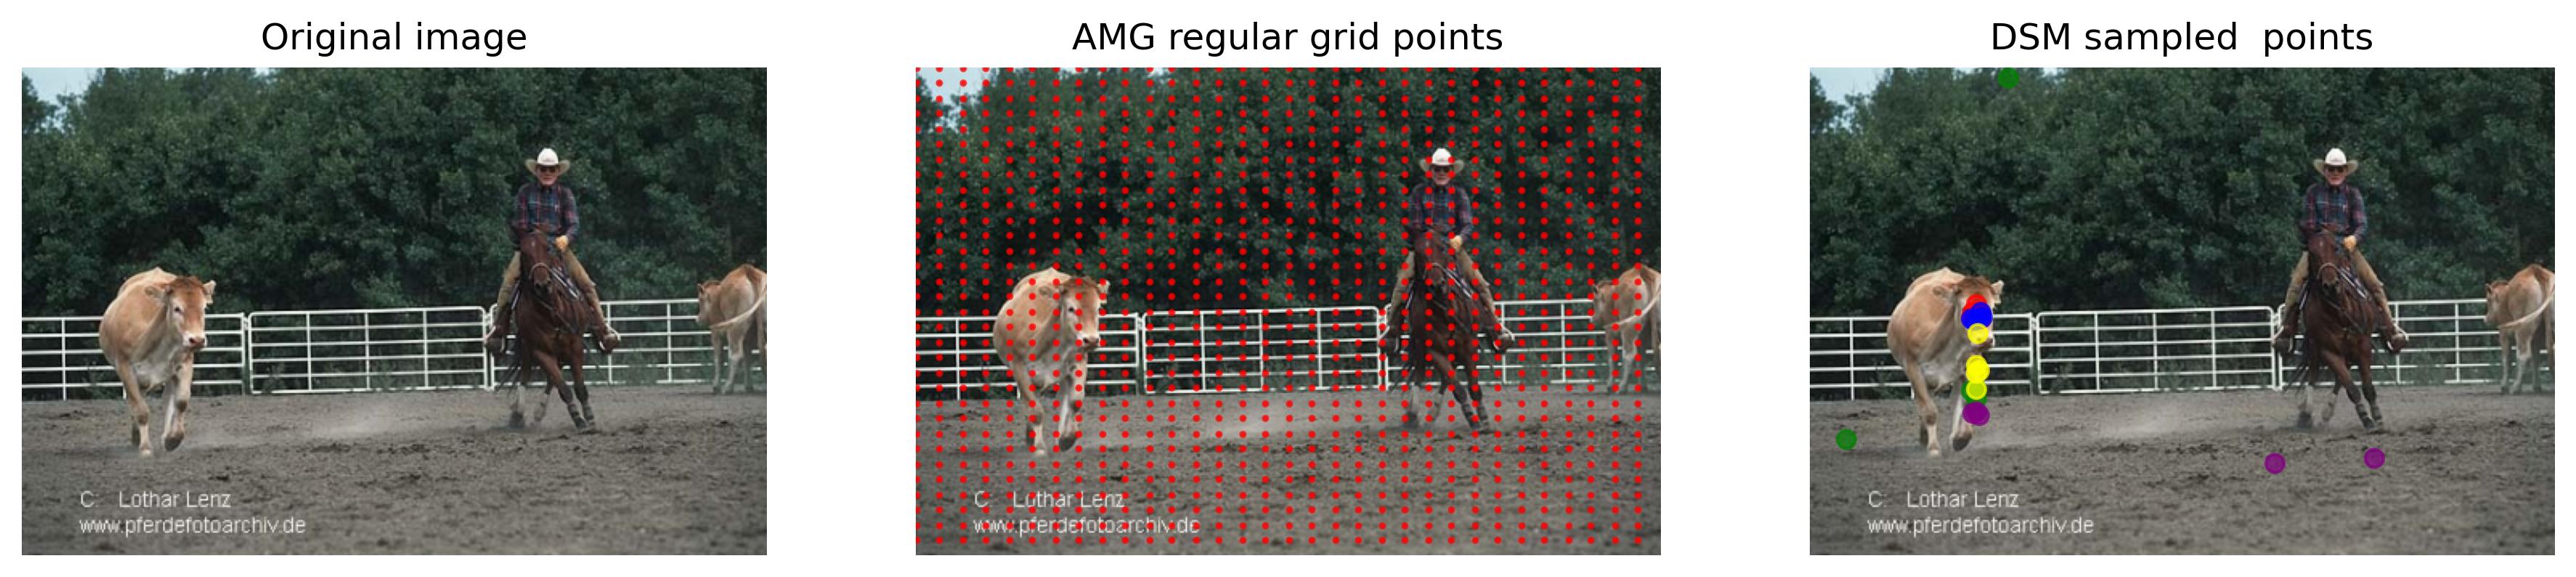 Original image
AMG regular grid points
DSM sampled  points
C:   Lothar Lenz
www.pferdefotoarchiv.de
C:   Lothar Lenz
www.pferdefotoarchiv.de
C:   Lothar Lenz
www.pferdefotoarchiv.de